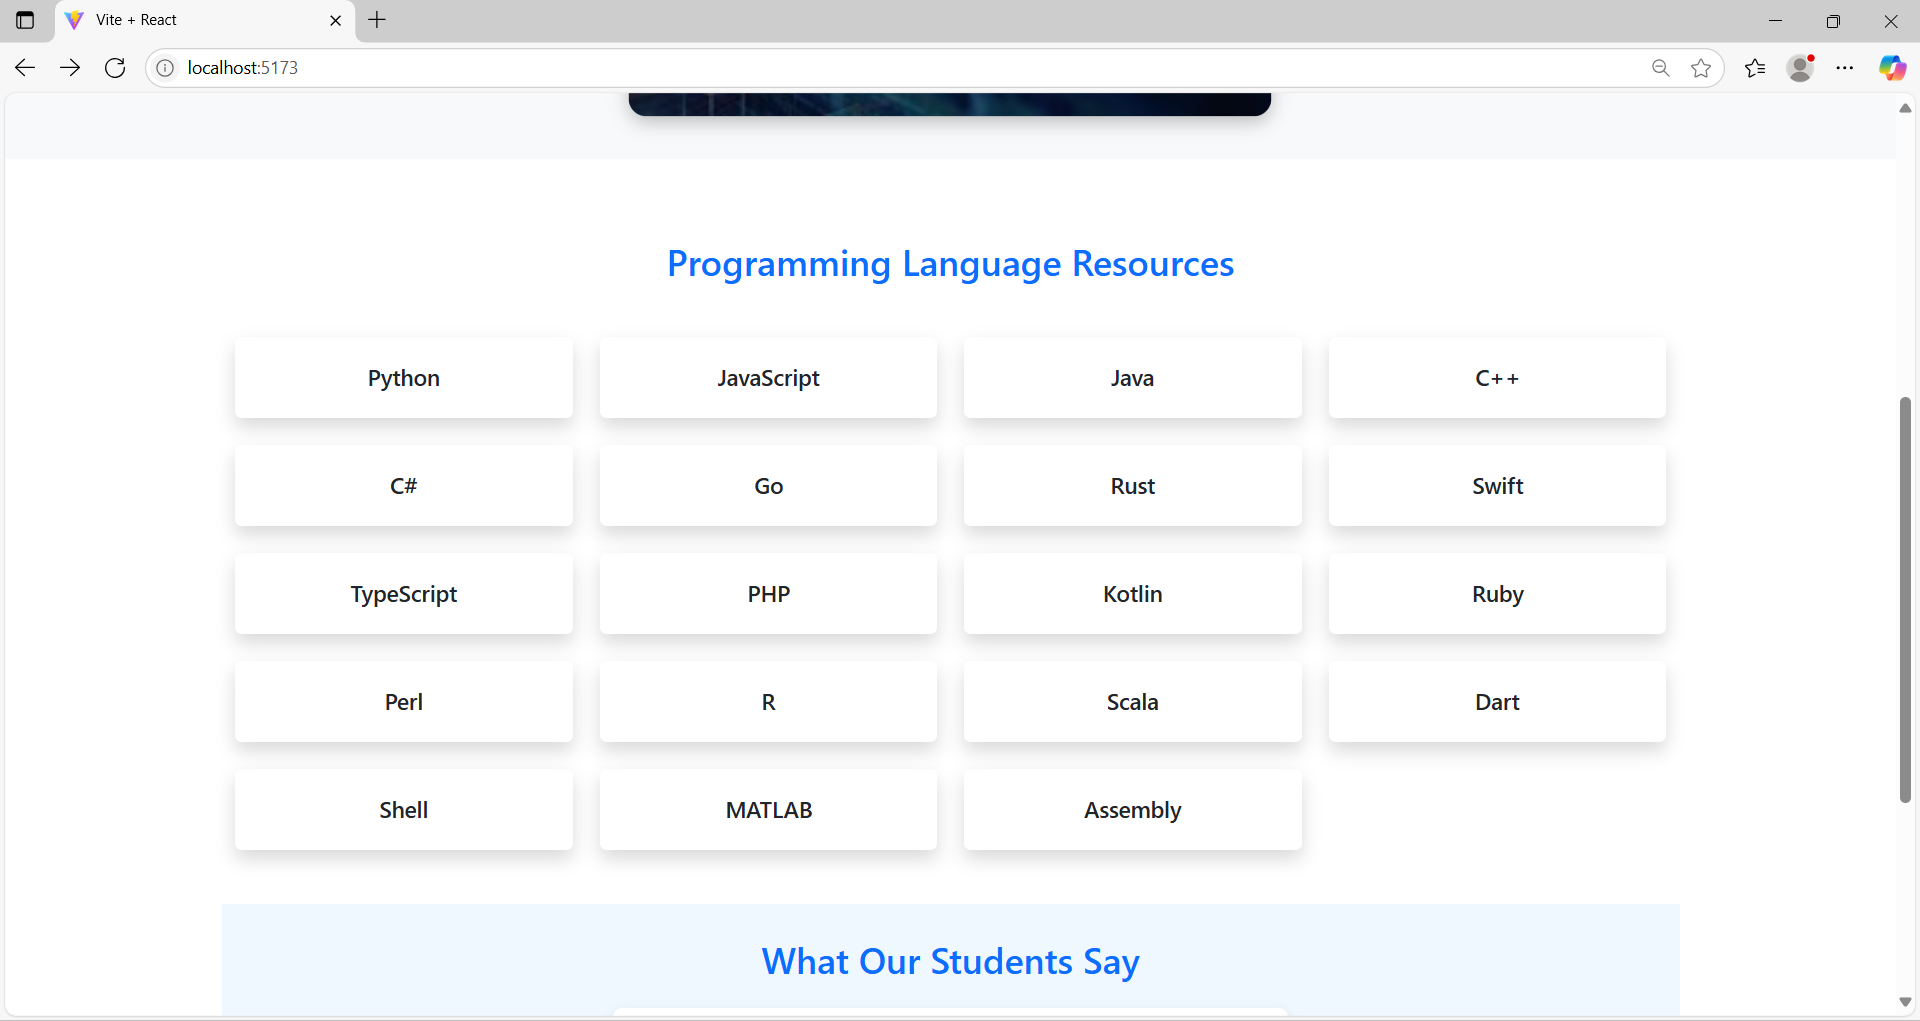 Vite + React
localhost:5173
Programming Language Resources
Python JavaScript Java C++
C# Go Rust Swift
TypeScript PHP Kotlin Ruby
Perl R Scala Dart
Shell MATLAB Assembly
What Our Students Say